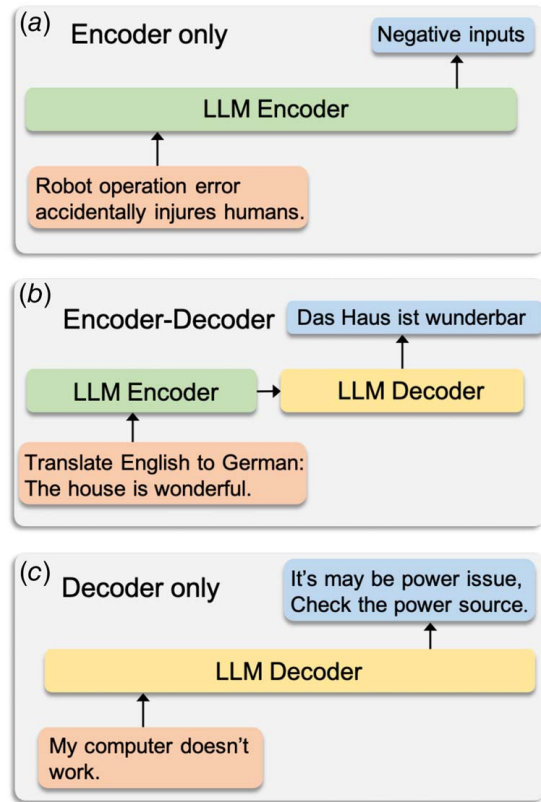 (a) Encoder only
Negative inputs
LLM Encoder
Robot operation error
accidentally injures humans.
(b)
Encoder-Decoder
Das Haus ist wunderbar
LLM Encoder
LLM Decoder
Translate English to German:
The house is wonderful.
(c)
Decoder only
It's may be power issue,
Check the power source.
LLM Decoder
My computer doesn't
work.